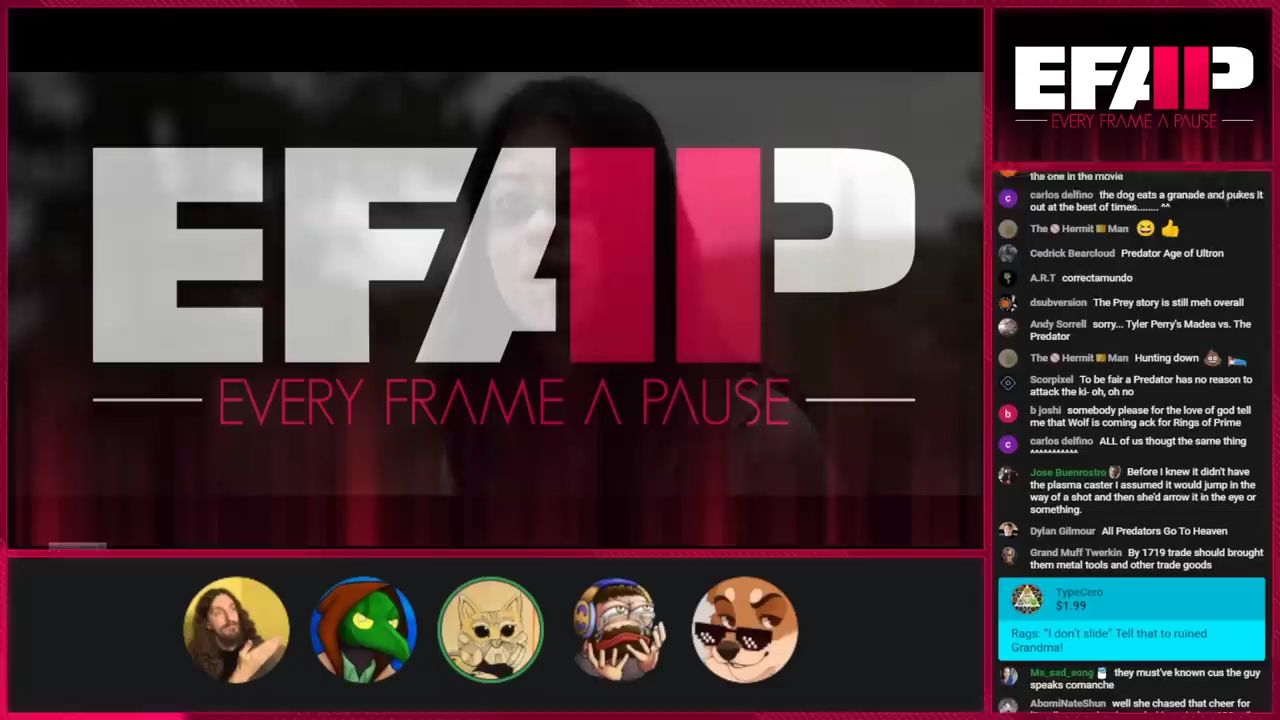 EFAP
EVERY FRAME A PAUSE
EFAP
EVERY FRAME A PAUSE
the one in the movie
carlos delfino the dog eats a granade and pukes it
out at the best of times........ ^^
The Hermit Man
Cedrick Bearcloud Predator Age of Ultron
A.R.T correctamundo
dsubversion The Prey story is still meh overall
Andy Sorrell sorry... Tyler Perry's Madea vs. The
Predator
The Hermit Man Hunting down
Scorpixel To be fair a Predator has no reason to
attack the ki- oh, oh no
b joshi somebody please for the love of god tell
me that Wolf is coming ack for Rings of Prime
carlos delfino ALL of us thougt the same thing
^^^^^^^^^^^
Jose Buenrostro Before I knew it didn't have
the plasma caster I assumed it would jump in the
way of a shot and then she'd arrow it in the eye or
something.
Dylan Gilmour All Predators Go To Heaven
Grand Muff Twerkin By 1719 trade should brought
them metal tools and other trade goods
TypeCero
$1.99
Rags: "I don't slide" Tell that to ruined
Grandma!
Ms_sad_song they must've known cus the guy
speaks comanche
AbomiNateShun well she chased that cheer for